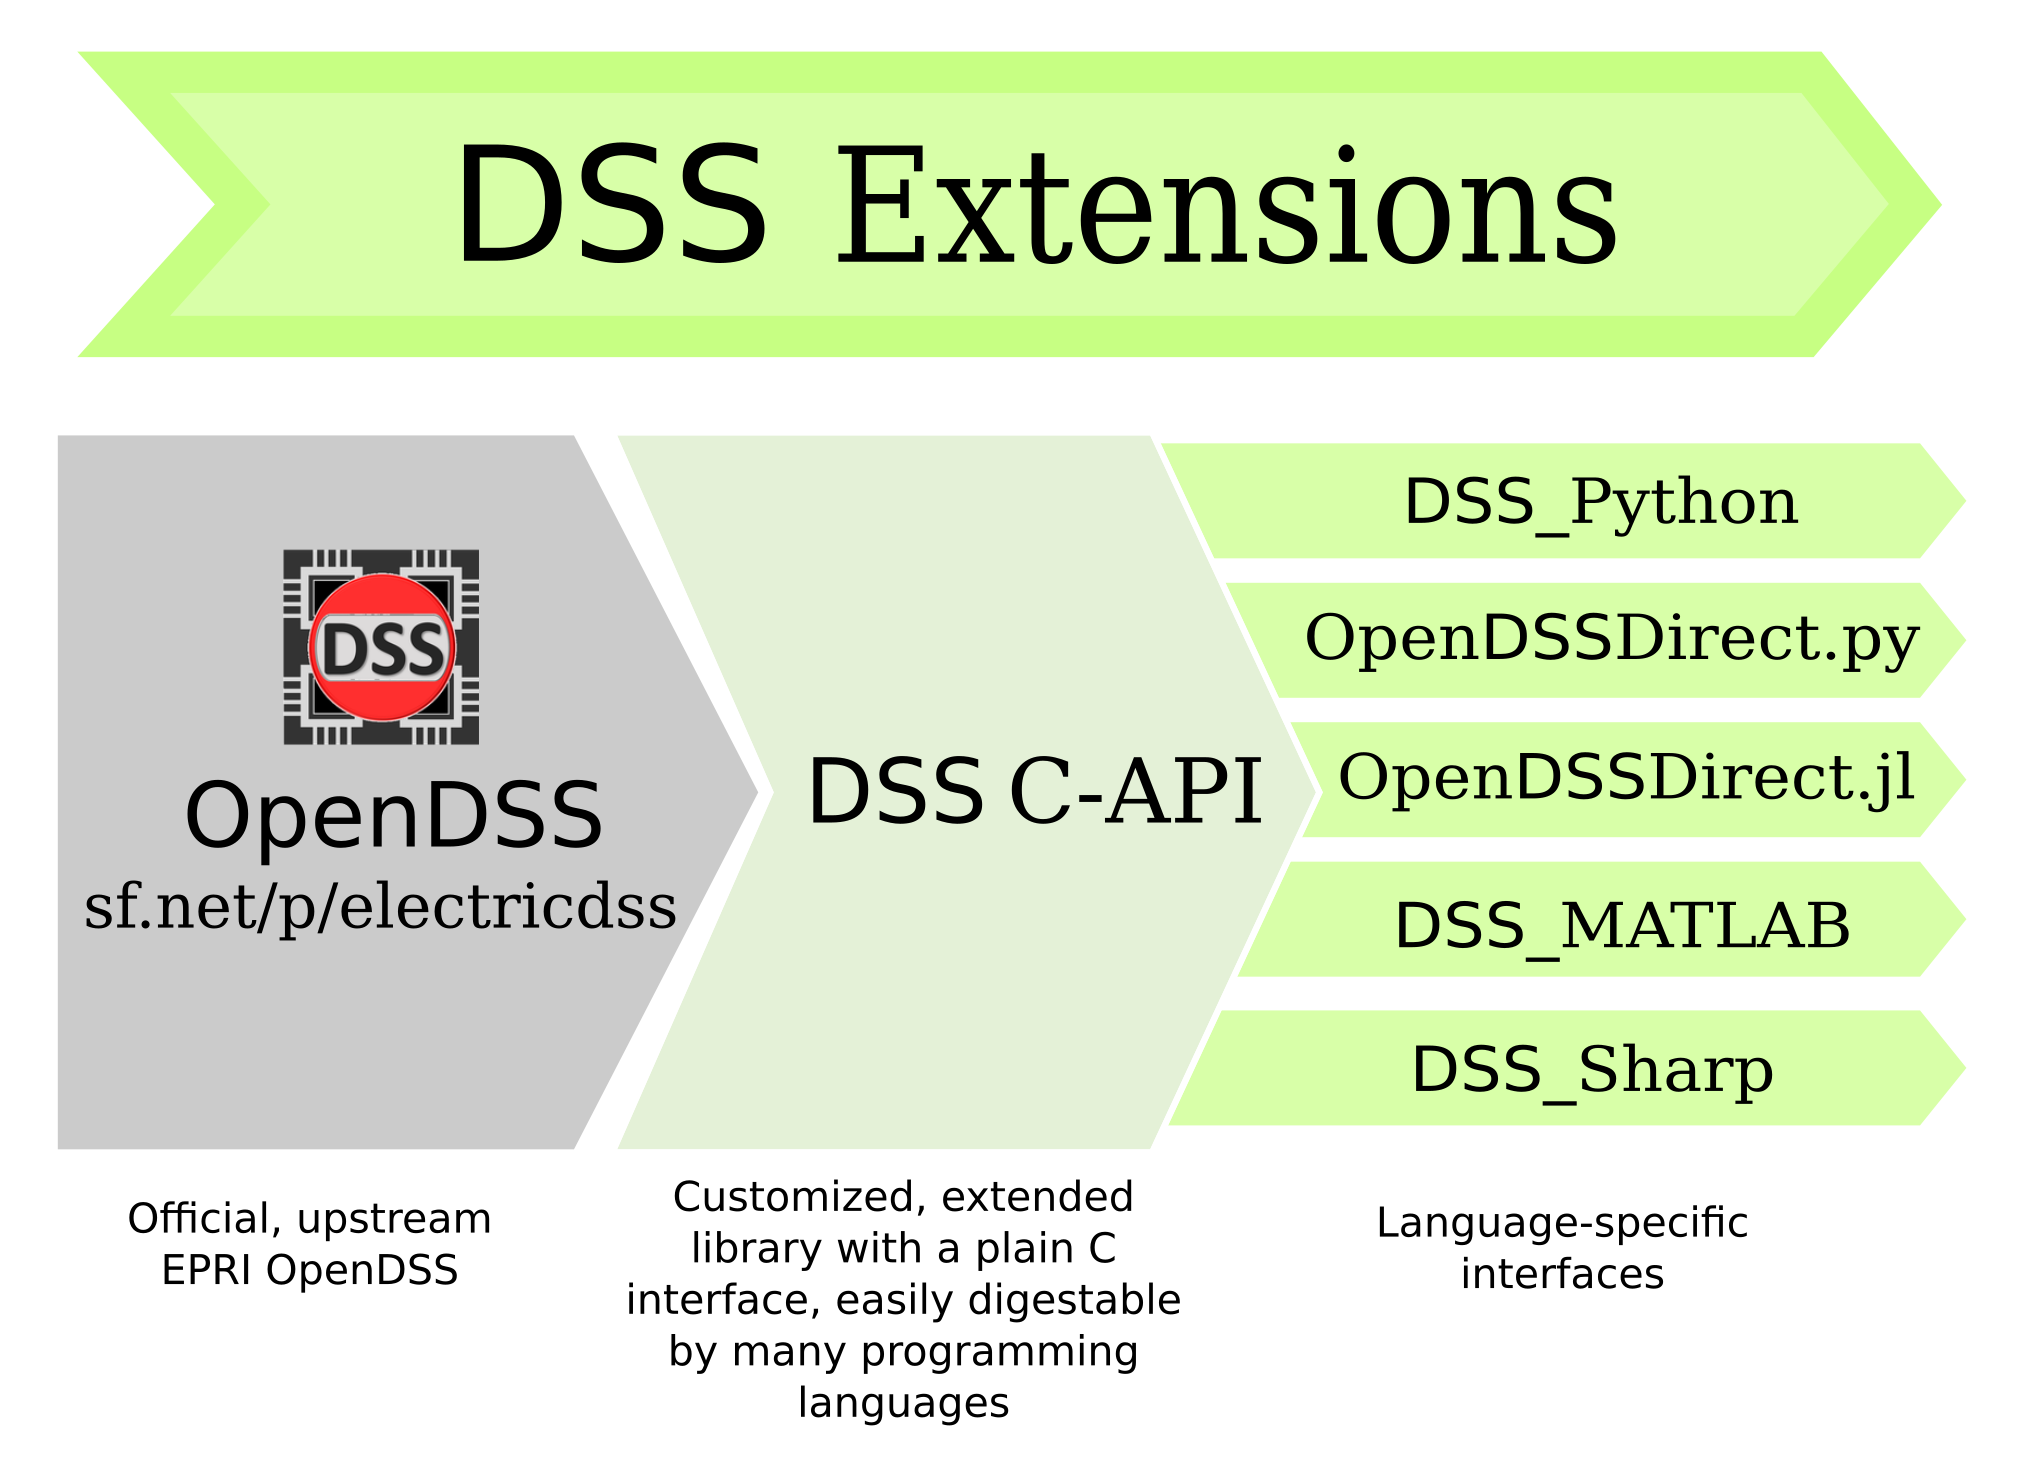 DSS Extensions
DSS
OpenDSS
sf.net/p/electricdss
DSS C-API
DSS_Python
OpenDSSDirect.py
OpenDSSDirect.jl
DSS_MATLAB
DSS_Sharp
Official, upstream
EPRI OpenDSS
Customized, extended
library with a plain C
interface, easily digestable
by many programming
languages
Language-specific
interfaces